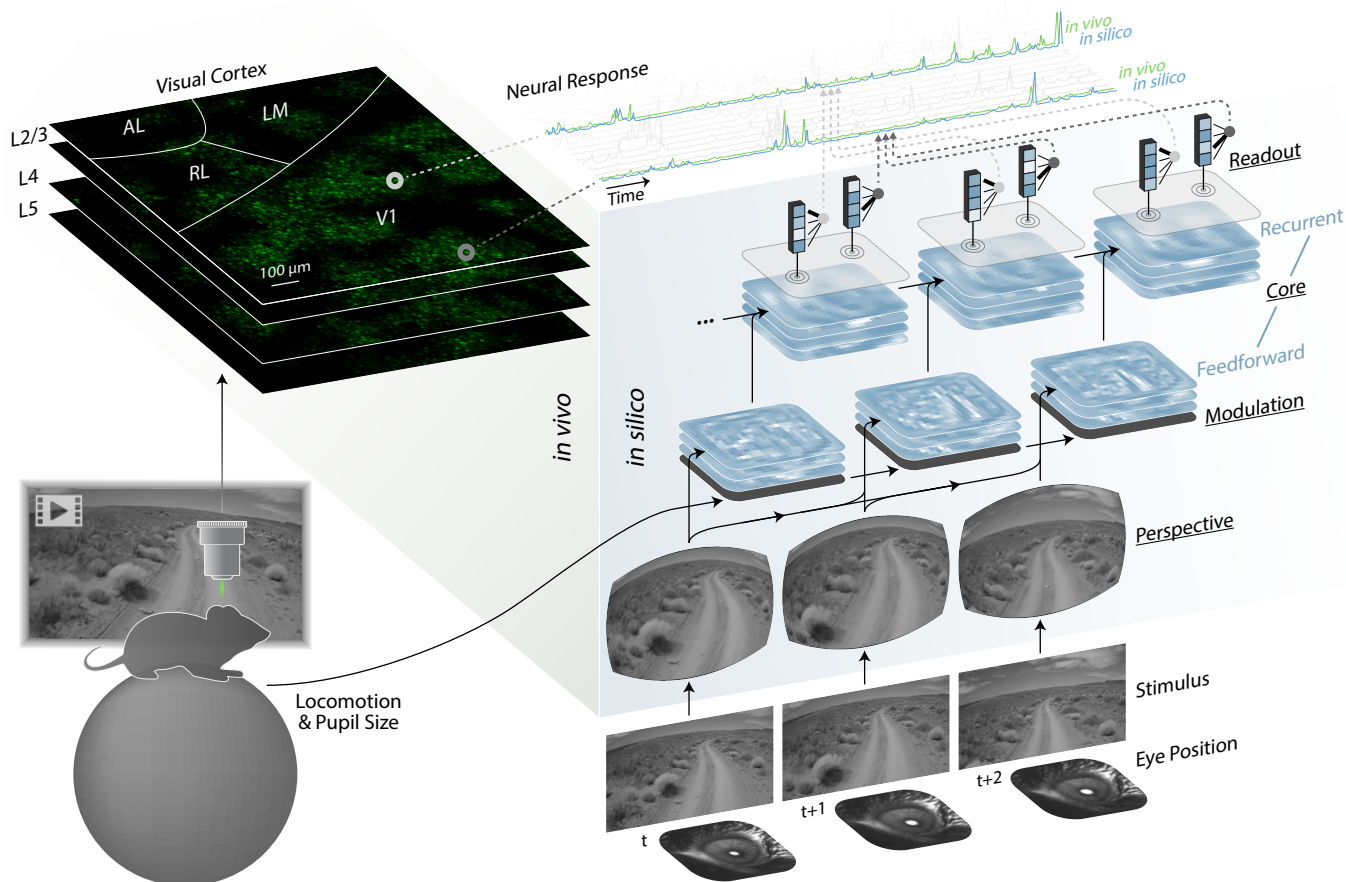 Visual Cortex
L2/3
L4
L5
AL
LM
RL
V1
100 µm
Neural Response
Time
in vivo
in silico
in vivo
in silico
Readout
Recurrent
Core
Feedforward
Modulation
...
in vivo
in silico
Perspective
Locomotion
& Pupil Size
Stimulus
Eye Position
t
t+1
t+2